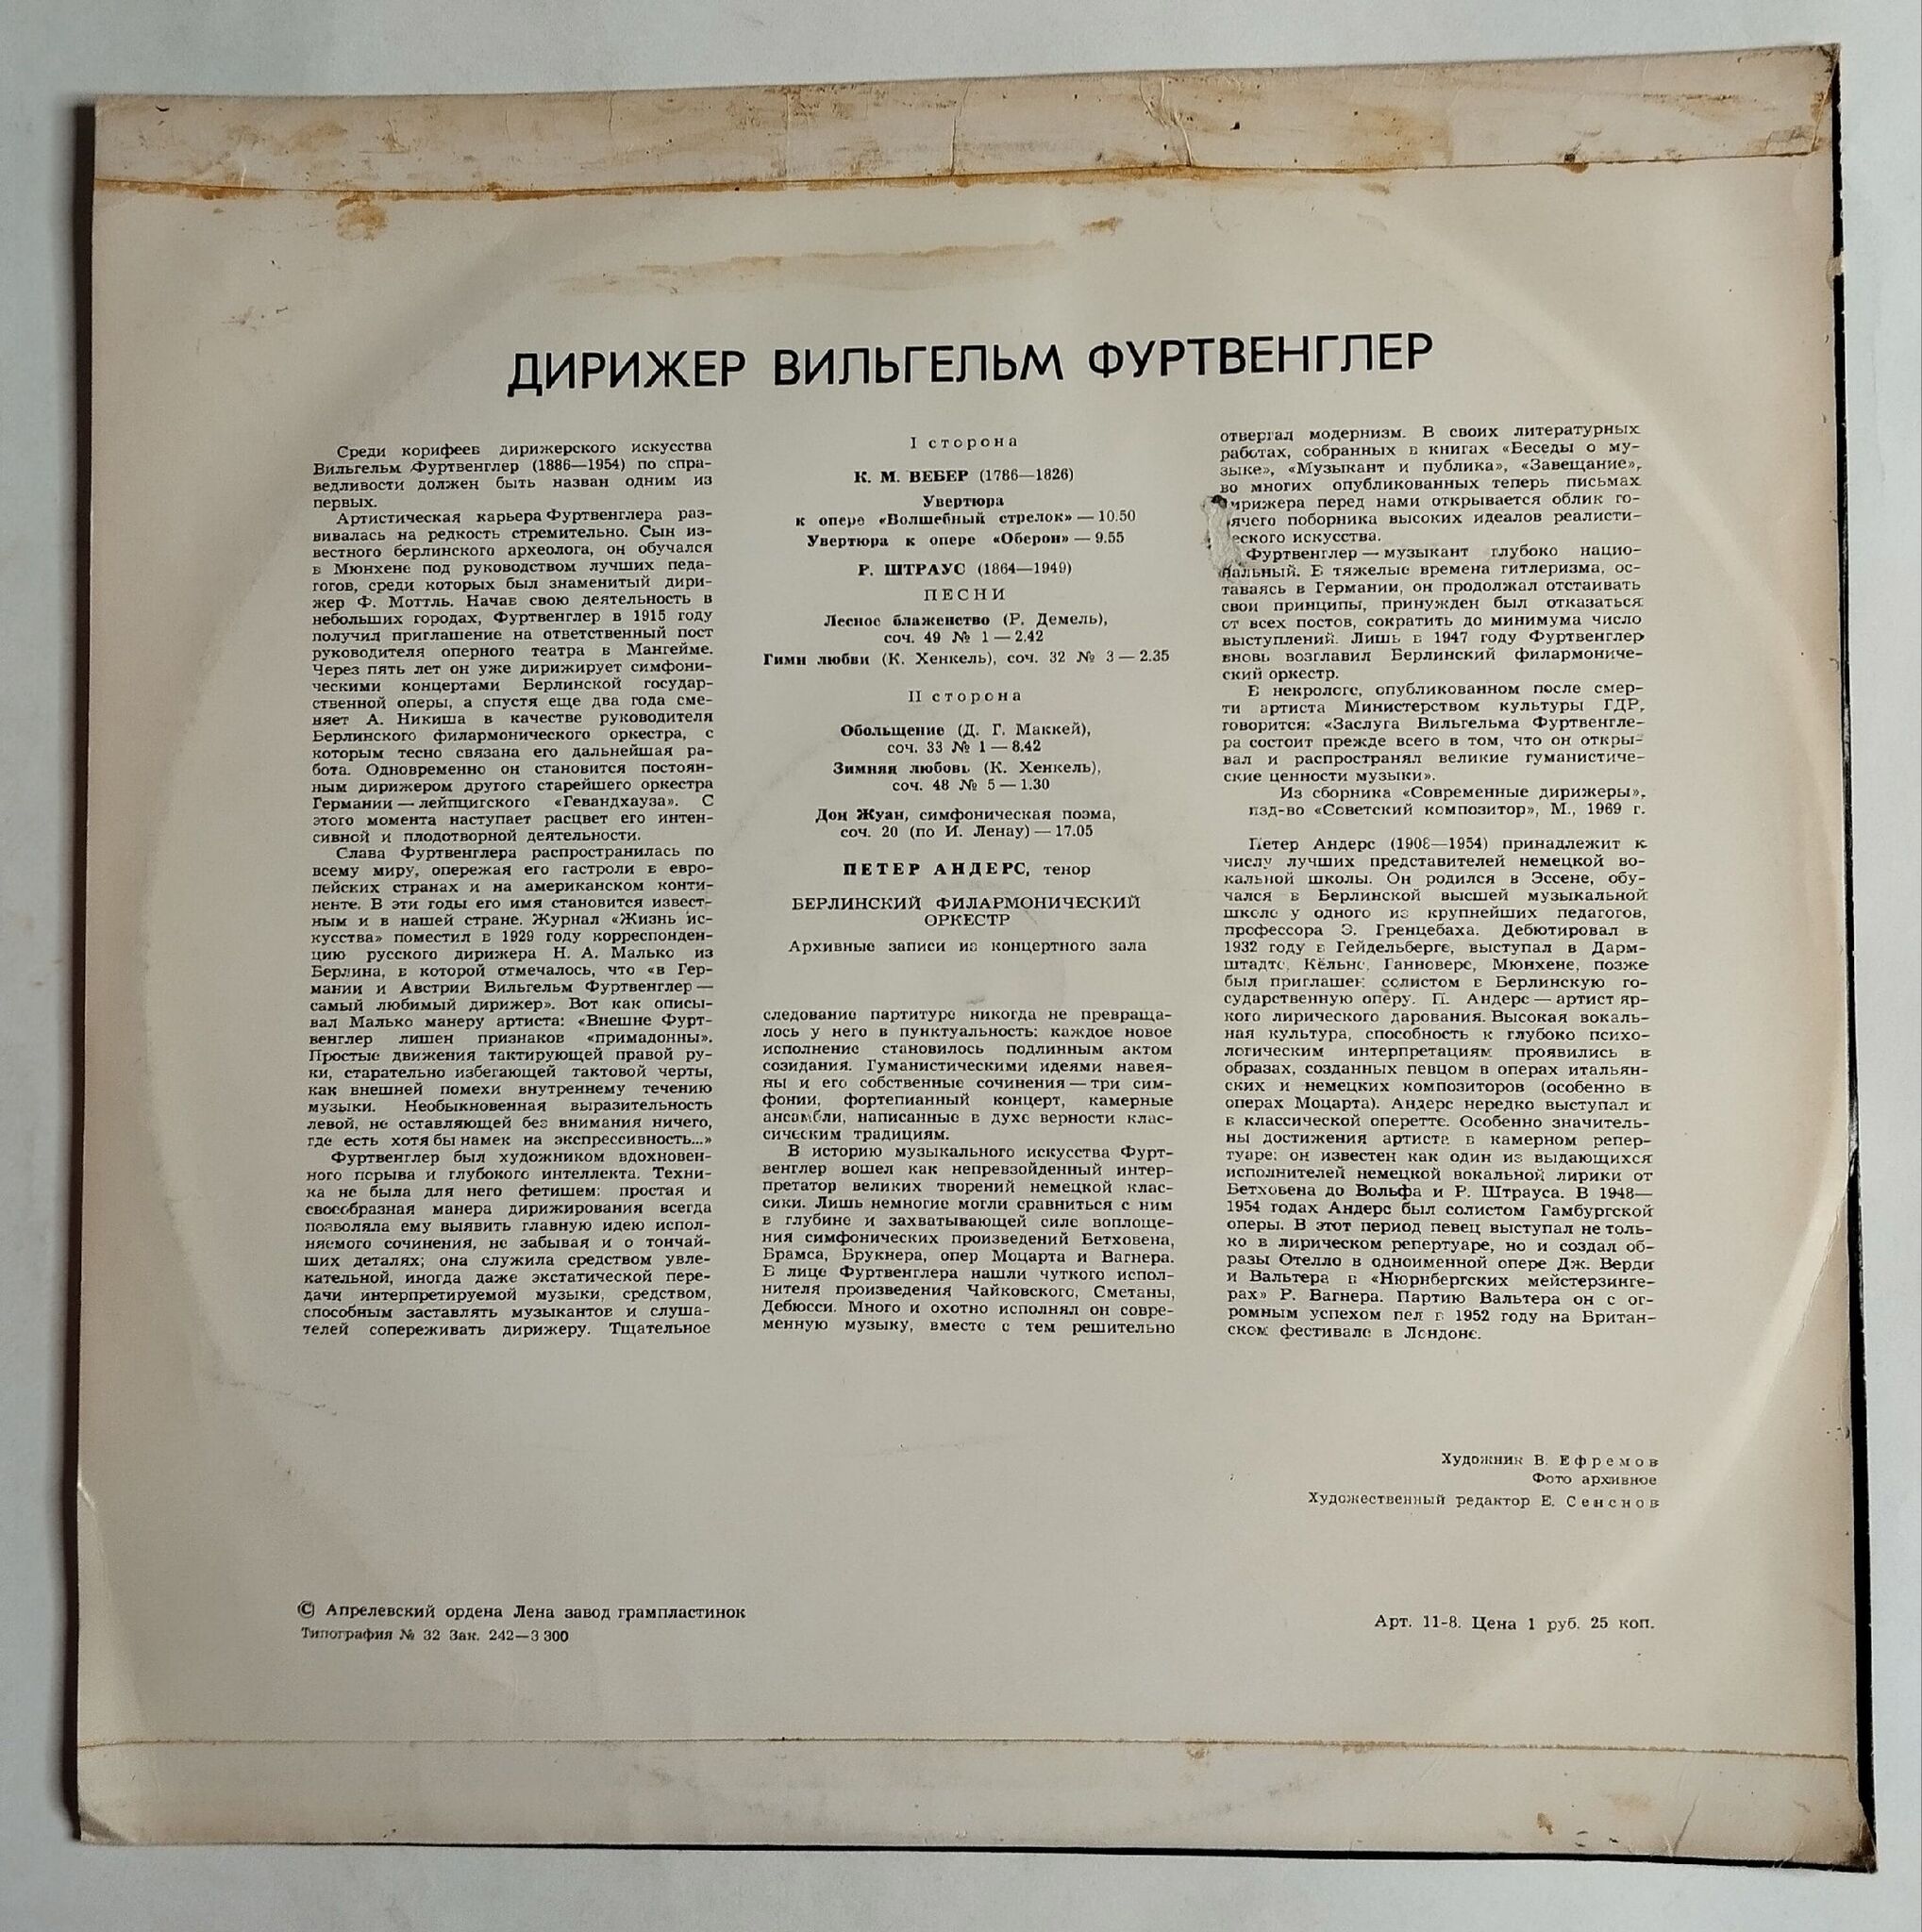 ДИРИЖЕР ВИЛЬГЕЛЬМ ФУРТВЕНГЛЕР
Среди корифеев дирижерского искусства
Вильгельм Фуртвенглер (1886—1954) по спра-
ведливости должен быть назван одним из
первых.
Артистическая карьера Фуртвенглера раз-
вивалась на редкость стремительно. Сын из-
вестного берлинского археолога, он обучался
в Мюнхене под руководством лучших педа-
гогов, среди которых был знаменитый дири-
жер Ф. Моттль. Начав свою деятельность в
небольших городах, Фуртвенглер в 1915 году
получил приглашение на ответственный пост
руководителя оперного театра в Мангейме.
Через пять лет он уже дирижирует симфони-
ческими концертами Берлинской государ-
ственной оперы, а спустя еще два года сме-
няет А. Никиша в качестве руководителя
Берлинского филармонического оркестра, с
которым тесно связана его дальнейшая ра-
бота. Одновременно он становится постоян-
ным дирижером другого старейшего оркестра
Германии — лейпцигского «Гевандхауза». С
этого момента наступает расцвет его интен-
сивной и плодотворной деятельности.
Слава Фуртвенглера распространилась по
всему миру, опережая его гастроли в евро-
пейских странах и на американском конти-
ненте. В эти годы его имя становится извест-
ным и в нашей стране. Журнал «Жизнь ис-
кусства» поместил в 1929 году корреспонден-
цию русского дирижера Н. А. Малько из
Берлина, в которой отмечалось, что «в Гер-
мании и Австрии Вильгельм Фуртвенглер —
самый любимый дирижер». Вот как описы-
вал Малько манеру артиста: «Внешне Фурт-
венглер лишен признаков «примадонны».
Простые движения тактирующей правой ру-
ки, старательно избегающей тактовой черты,
как внешней помехи внутреннему течению
музыки. Необыкновенная выразительность
левой, не оставляющей без внимания ничего,
где есть хотя бы намек на экспрессивность...»
Фуртвенглер был художником вдохновен-
ного порыва и глубокого интеллекта. Техни-
ка не была для него фетишем: простая и
своеобразная манера дирижирования всегда
позволяла ему выявить главную идею испол-
няемого сочинения, не забывая и о тончай-
ших деталях; она служила средством увле-
кательной, иногда даже экстатической пере-
дачи интерпретируемой музыки, средством,
способным заставлять музыкантов и слуша-
телей сопереживать дирижеру. Тщательное
I сторона
К. М. ВЕБЕР (1786—1826)
Увертюра
к опере «Волшебный стрелок» — 10.50
Увертюра к опере «Оберон» — 9.55
Р. ШТРАУС (1864—1949)
ПЕСНИ
Лесное блаженство (Р. Демель),
соч. 49 № 1 — 2.42
Гимн любви (К. Хенкель), соч. 32 № 3 — 2.35
II сторона
Обольщение (Д. Г. Маккей),
соч. 33 № 1 — 8.42
Зимняя любовь (К. Хенкель),
соч. 48 № 5 — 1.30
Дон Жуан, симфоническая поэма,
соч. 20 (по И. Ленау) — 17.05
ПЕТЕР АНДЕРС, тенор
БЕРЛИНСКИЙ ФИЛАРМОНИЧЕСКИЙ
ОРКЕСТР
Архивные записи из концертного зала
следование партитуре никогда не превраща-
лось у него в пунктуальность: каждое новое
исполнение становилось подлинным актом
созидания. Гуманистическими идеями навея-
ны и его собственные сочинения — три сим-
фонии, фортепианный концерт, камерные
ансамбли, написанные в духе верности клас-
сическим традициям.
В историю музыкального искусства Фурт-
венглер вошел как непревзойденный интер-
претатор великих творений немецкой клас-
сики. Лишь немногие могли сравниться с ним
в глубине и захватывающей силе воплоще-
ния симфонических произведений Бетховена,
Брамса, Брукнера, опер Моцарта и Вагнера.
В лице Фуртвенглера нашли чуткого испол-
нителя произведения Чайковского, Сметаны,
Дебюсси. Много и охотно исполнял он совре-
менную музыку, вместе с тем решительно
отвергал модернизм. В своих литературных
работах, собранных в книгах «Беседы о му-
зыке», «Музыкант и публика», «Завещание»,
во многих опубликованных теперь письмах
дирижера перед нами открывается облик го-
рячего поборника высоких идеалов реалисти-
ческого искусства.
Фуртвенглер — музыкант глубоко нацио-
нальный. В тяжелые времена гитлеризма, ос-
таваясь в Германии, он продолжал отстаивать
свои принципы, принужден был отказаться
от всех постов, сократить до минимума число
выступлений. Лишь в 1947 году Фуртвенглер
вновь возглавил Берлинский филармониче-
ский оркестр.
В некрологе, опубликованном после смер-
ти артиста Министерством культуры ГДР,
говорится: «Заслуга Вильгельма Фуртвенгле-
ра состоит прежде всего в том, что он откры-
вал и распространял великие гуманистиче-
ские ценности музыки».
Из сборника «Современные дирижеры»,
изд-во «Советский композитор», М., 1969 г.
Петер Андерс (1908—1954) принадлежит к
числу лучших представителей немецкой во-
кальной школы. Он родился в Эссене, обу-
чался в Берлинской высшей музыкальной
школе у одного из крупнейших педагогов,
профессора Э. Гренцебаха. Дебютировал в
1932 году в Гейдельберге, выступал в Дарм-
штадте, Кёльне, Ганновере, Мюнхене, позже
был приглашен солистом в Берлинскую го-
сударственную оперу. П. Андерс — артист яр-
кого лирического дарования. Высокая вокаль-
ная культура, способность к глубоко психо-
логическим интерпретациям проявились в
образах, созданных певцом в операх итальян-
ских и немецких композиторов (особенно в
операх Моцарта). Андерс нередко выступал и
в классической оперетте. Особенно значитель-
ны достижения артиста в камерном репер-
туаре: он известен как один из выдающихся
исполнителей немецкой вокальной лирики от
Бетховена до Вольфа и Р. Штрауса. В 1948—
1954 годах Андерс был солистом Гамбургской
оперы. В этот период певец выступал не толь-
ко в лирическом репертуаре, но и создал об-
разы Отелло в одноименной опере Дж. Верди
и Вальтера в «Нюрнбергских мейстерзинге-
рах» Р. Вагнера. Партию Вальтера он с ог-
ромным успехом пел в 1952 году на Британ-
ском фестивале в Лондоне.
Художник В. Ефремов
Фото архивное
Художественный редактор Е. Семенов
© Апрелевский ордена Лена завод грампластинок
Типография № 32 Зак. 242—3 300
Арт. 11-8. Цена 1 руб. 25 коп.